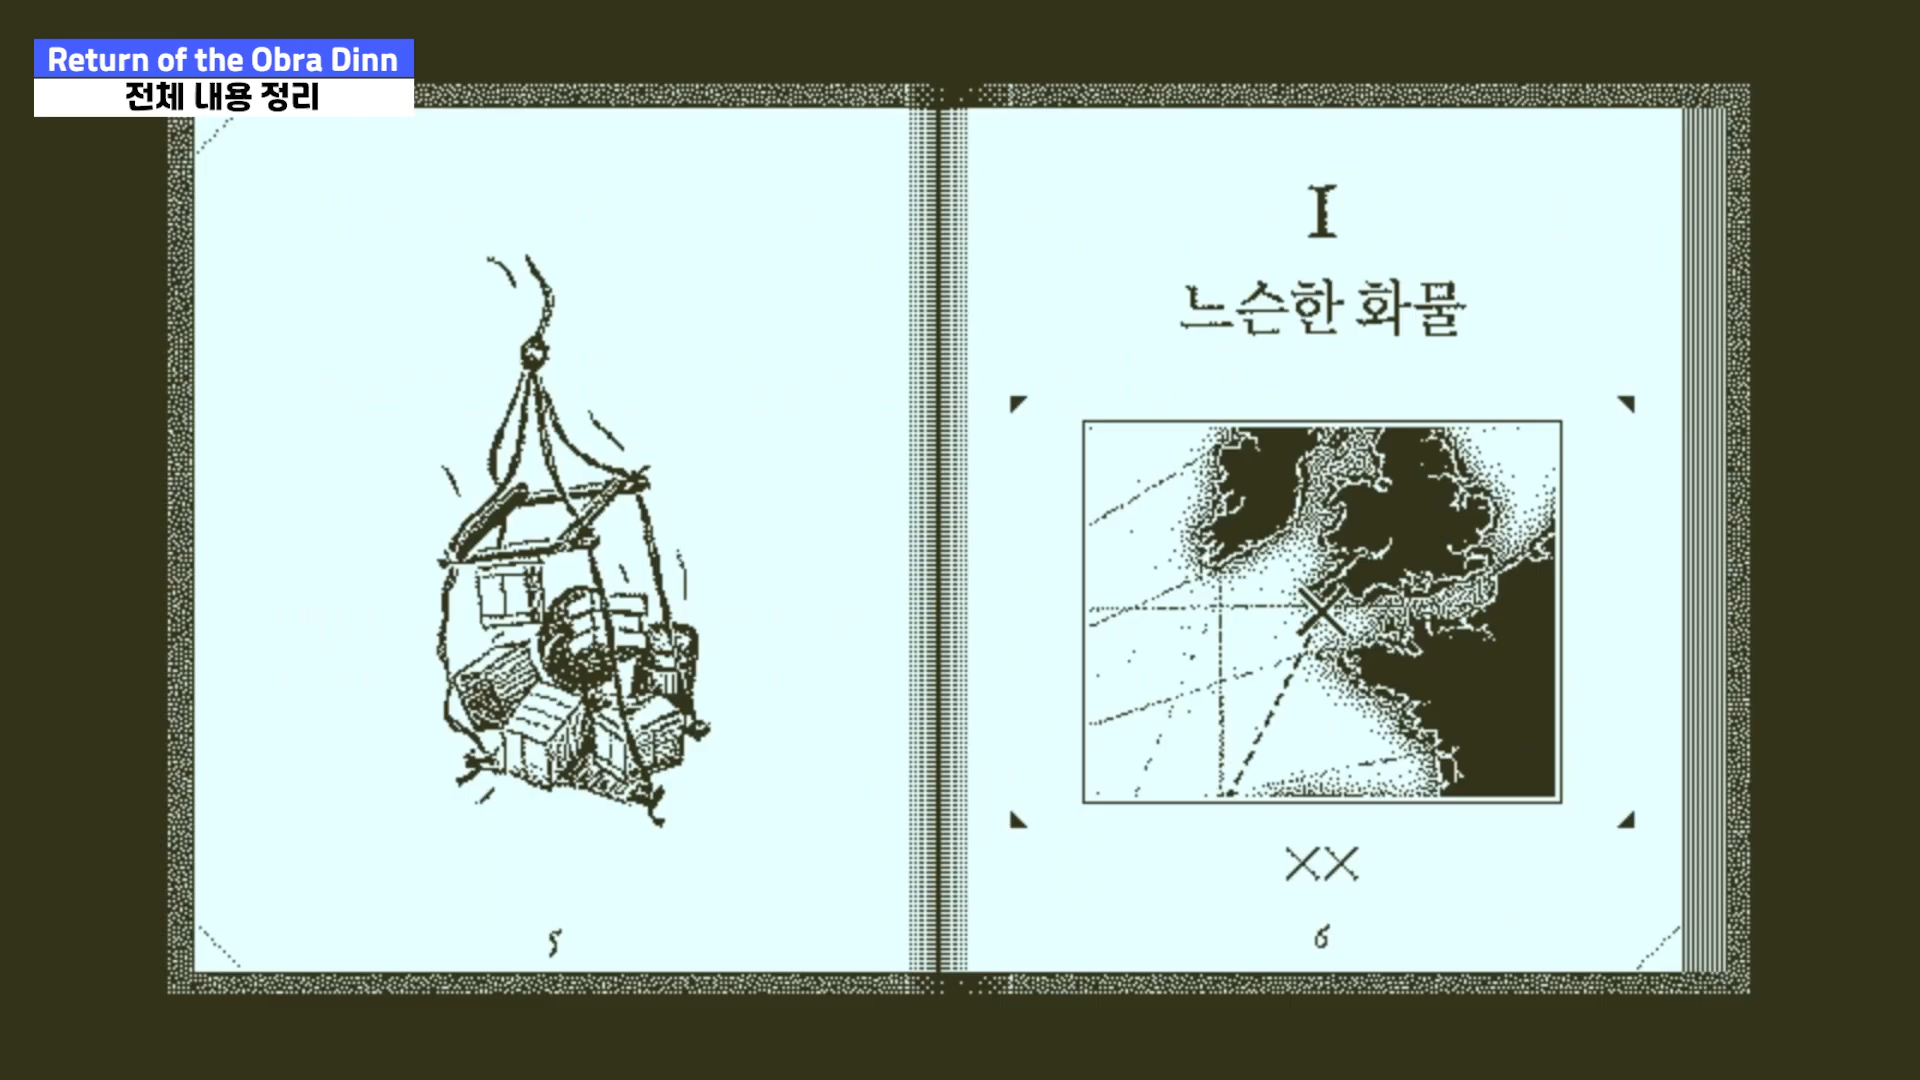 Return of the Obra Dinn
전체 내용 정리
I
느슨한 화물
XX
5
6